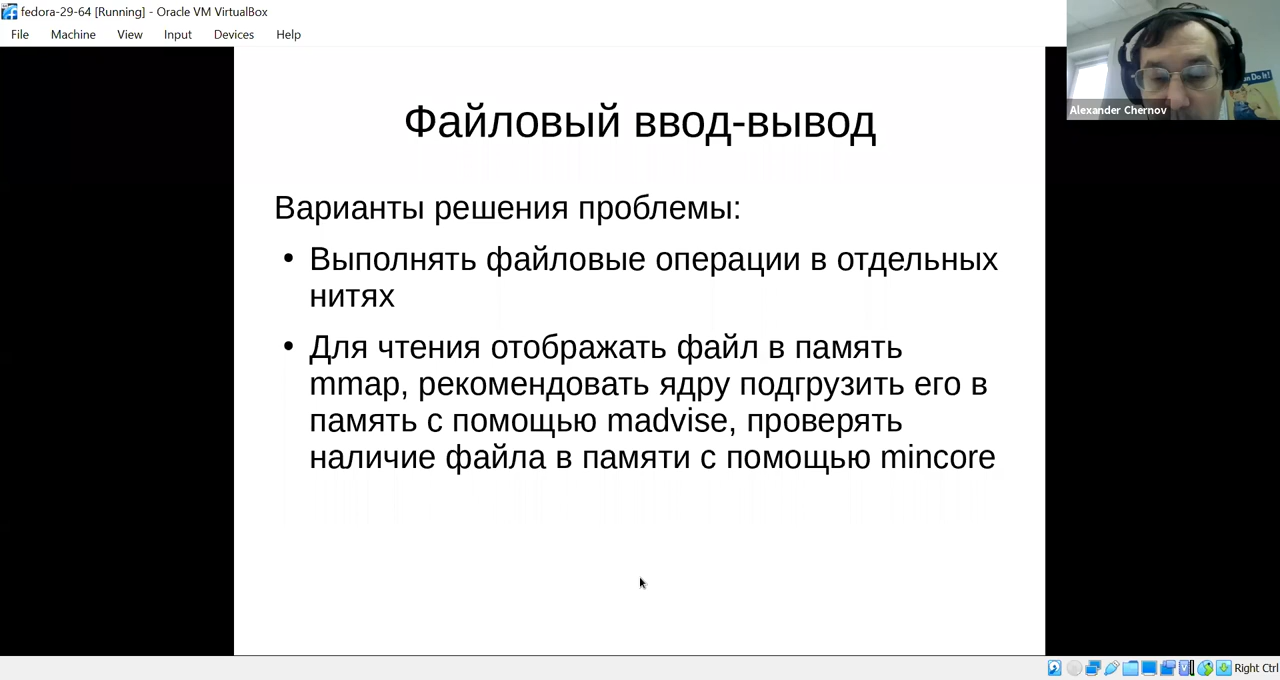 fedora-29-64 [Running] - Oracle VM VirtualBox
File Machine View Input Devices Help
Alexander Chernov
Файловый ввод-вывод
Варианты решения проблемы:
• Выполнять файловые операции в отдельных
нитях
• Для чтения отображать файл в память
mmap, рекомендовать ядру подгрузить его в
память с помощью madvise, проверять
наличие файла в памяти с помощью mincore
Right Ctrl